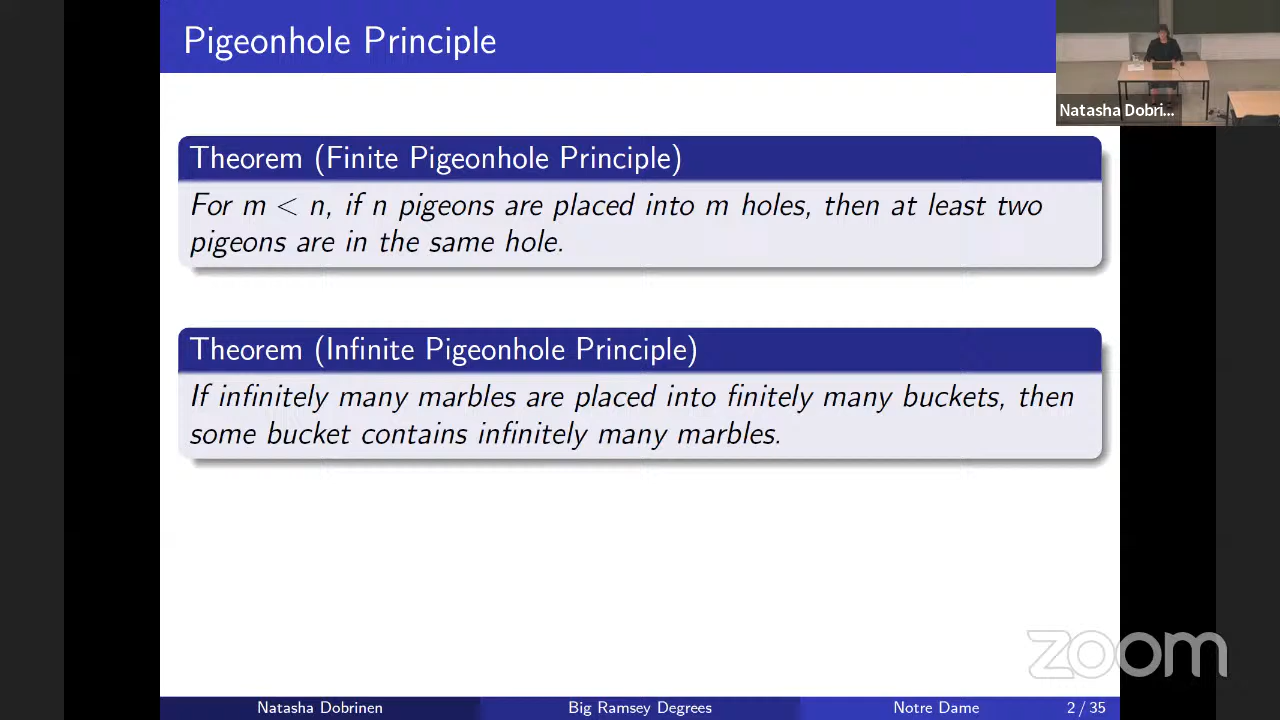 Pigeonhole Principle
Natasha Dobri...
Theorem (Finite Pigeonhole Principle)
For m < n, if n pigeons are placed into m holes, then at least two
pigeons are in the same hole.
Theorem (Infinite Pigeonhole Principle)
If infinitely many marbles are placed into finitely many buckets, then
some bucket contains infinitely many marbles.
zoom
Natasha Dobrinen Big Ramsey Degrees Notre Dame 2 / 35